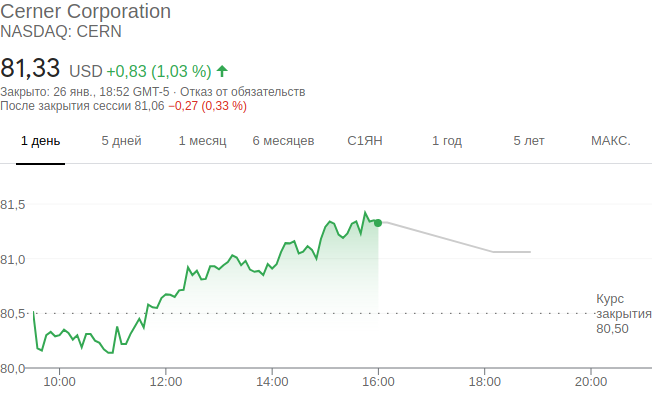 Cerner Corporation
NASDAQ: CERN
81,33 USD +0,83 (1,03 %)
Закрыто: 26 янв., 18:52 GMT-5 · Отказ от обязательств
После закрытия сессии 81,06 −0,27 (0,33 %)
1 день 5 дней 1 месяц 6 месяцев С1ЯН 1 год 5 лет МАКС.
81,5
81,0
80,5
80,0
Курс
закрытия
80,50
10:00 12:00 14:00 16:00 18:00 20:00